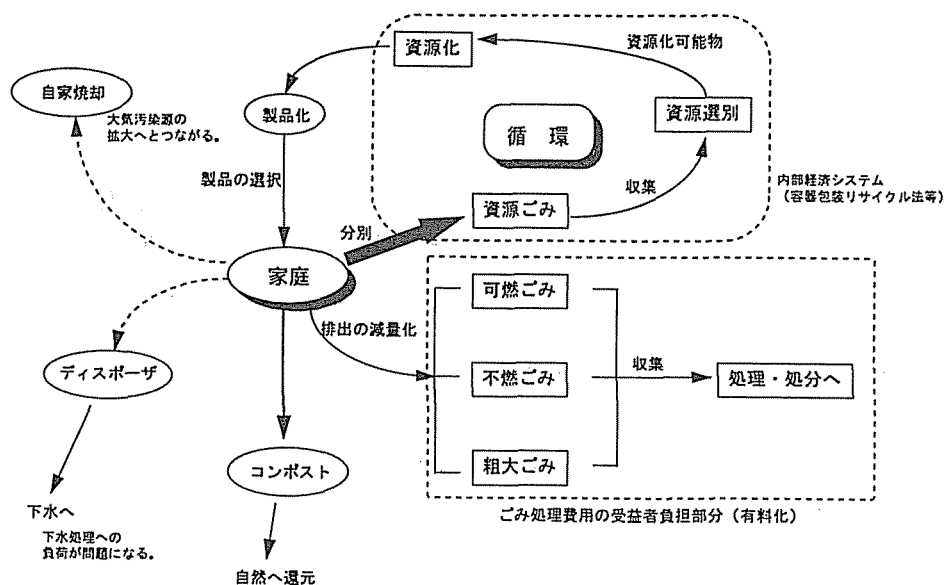 資源化
資源化可能物
自家焼却
大気汚染源の
拡大へとつながる。
製品化
資源選別
循　環
製品の選択
収集
内部経済システム
（容器包装リサイクル法等）
資源ごみ
分別
家庭
可燃ごみ
排出の減量化
ディスポーザ
不燃ごみ
収集
処理・処分へ
コンポスト
粗大ごみ
下水へ
ごみ処理費用の受益者負担部分（有料化）
下水処理への
負荷が問題になる。
自然へ還元